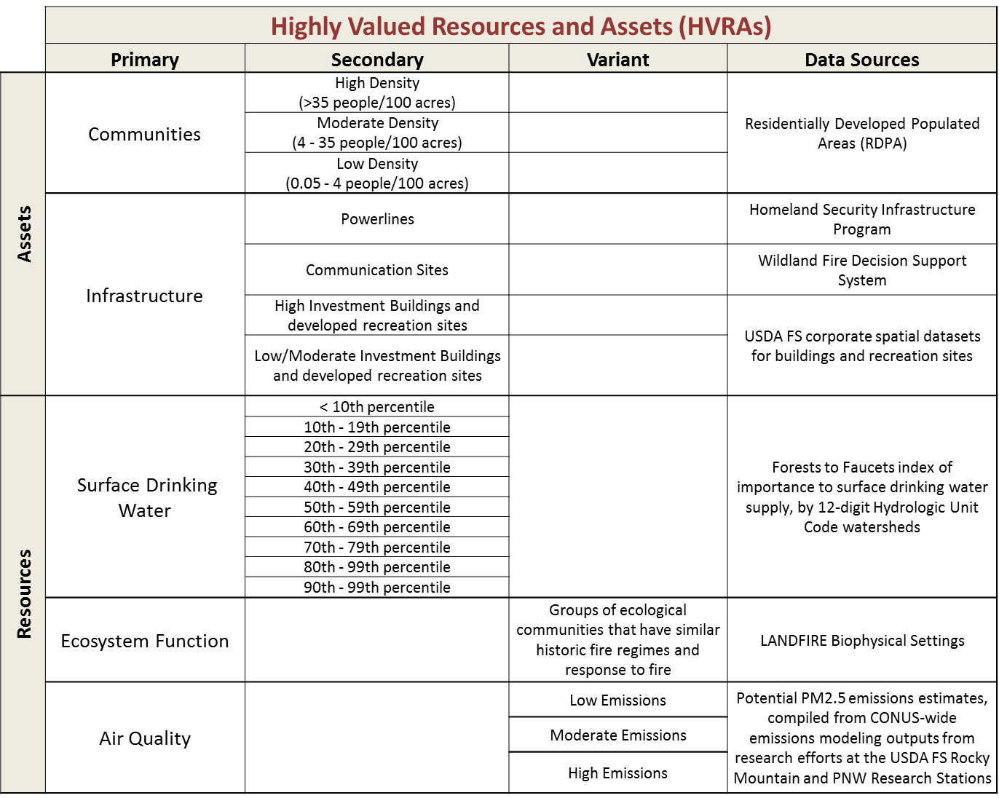 Highly Valued Resources and Assets (HVRAs)
Primary
Secondary
Variant
Data Sources
Assets
Communities
High Density
(>35 people/100 acres)
Moderate Density
(4 - 35 people/100 acres)
Low Density
(0.05 - 4 people/100 acres)
Residentially Developed Populated
Areas (RDPA)
Infrastructure
Powerlines
Homeland Security Infrastructure
Program
Communication Sites
Wildland Fire Decision Support
System
High Investment Buildings and
developed recreation sites
Low/Moderate Investment Buildings
and developed recreation sites
USDA FS corporate spatial datasets
for buildings and recreation sites
Resources
Surface Drinking
Water
< 10th percentile
10th - 19th percentile
20th - 29th percentile
30th - 39th percentile
40th - 49th percentile
50th - 59th percentile
60th - 69th percentile
70th - 79th percentile
80th - 99th percentile
90th - 99th percentile
Forests to Faucets index of
importance to surface drinking water
supply, by 12-digit Hydrologic Unit
Code watersheds
Ecosystem Function
Groups of ecological
communities that have similar
historic fire regimes and
response to fire
LANDFIRE Biophysical Settings
Air Quality
Low Emissions
Moderate Emissions
High Emissions
Potential PM2.5 emissions estimates,
compiled from CONUS-wide
emissions modeling outputs from
research efforts at the USDA FS Rocky
Mountain and PNW Research Stations